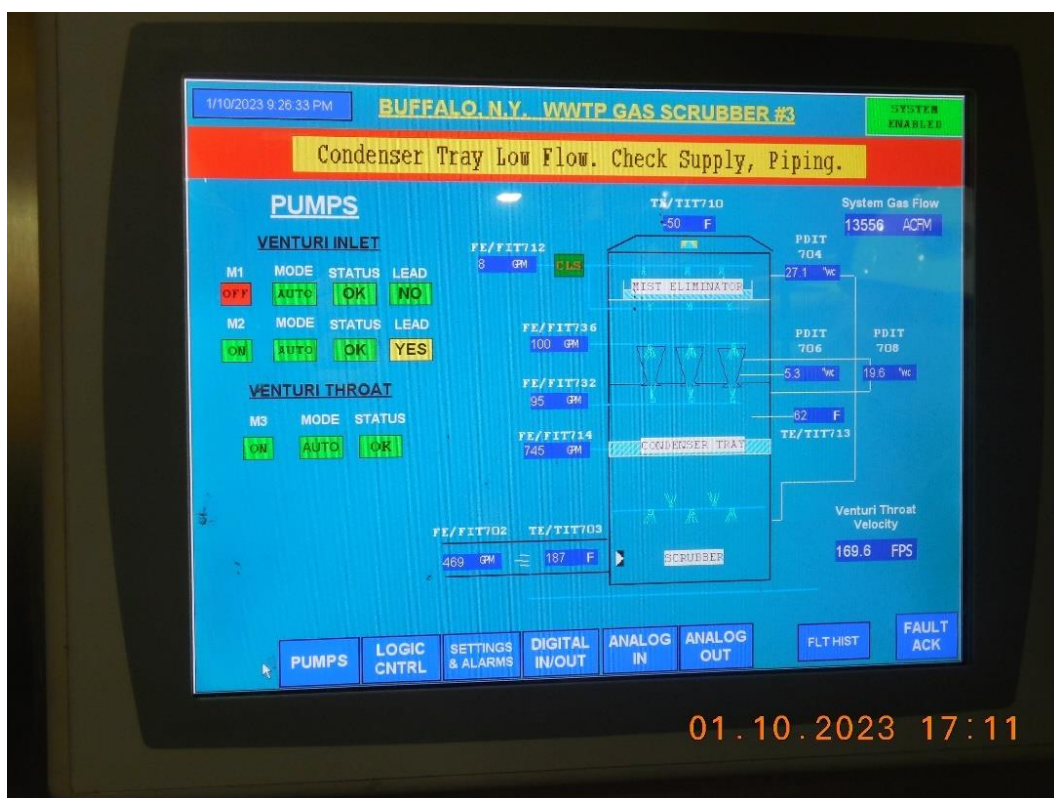 1/10/2023 9:26:33 PM
BUFFALO, N.Y. WWTP GAS SCRUBBER #3
SYSTEM
ENABLED
Condenser Tray Low Flow. Check Supply, Piping.
PUMPS
VENTURI INLET
M1 MODE STATUS LEAD
OFF AUTO OK NO
M2 MODE STATUS LEAD
ON AUTO OK YES
VENTURI THROAT
M3 MODE STATUS
ON AUTO OK
TE/TIT710
-50 F
System Gas Flow
13556 ACFM
FE/FIT712
8 GPM CLS
PDIT
704
27.1 "wc
MIST ELIMINATOR
FE/FIT736
100 GPM
PDIT
706
5.3 "wc
PDIT
708
19.6 "wc
FE/FIT732
95 GPM
62 F
TE/TIT713
FE/FIT714
745 GPM
CONDENSER TRAY
Venturi Throat
Velocity
169.6 FPS
FE/FIT702
469 GPM
TE/TIT703
187 F
SCRUBBER
PUMPS
LOGIC
CNTRL
SETTINGS
& ALARMS
DIGITAL
IN/OUT
ANALOG
IN
ANALOG
OUT
FLT HIST
FAULT
ACK
01.10.2023 17:11